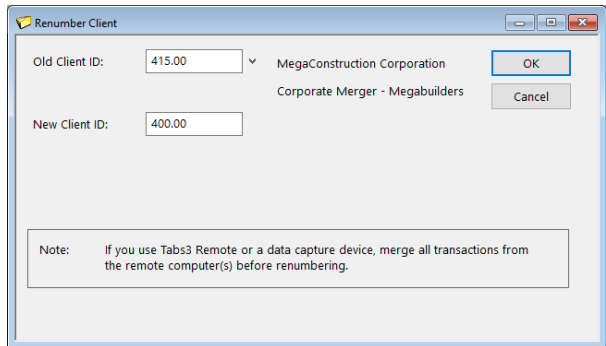 Renumber Client
Old Client ID: 415.00 MegaConstruction Corporation OK
Corporate Merger - Megabuilders Cancel
New Client ID: 400.00
Note: If you use Tabs3 Remote or a data capture device, merge all transactions from
the remote computer(s) before renumbering.